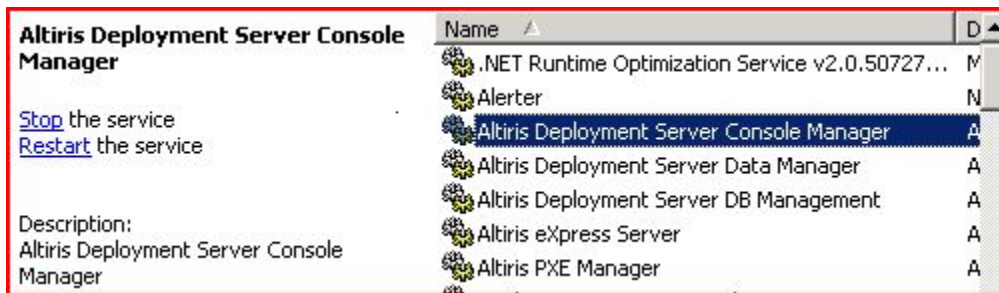 Altiris Deployment Server Console
Manager
Stop the service
Restart the service
Description:
Altiris Deployment Server Console
Manager
Name D
.NET Runtime Optimization Service v2.0.50727... M
Alerter N
Altiris Deployment Server Console Manager A
Altiris Deployment Server Data Manager A
Altiris Deployment Server DB Management A
Altiris eXpress Server A
Altiris PXE Manager A